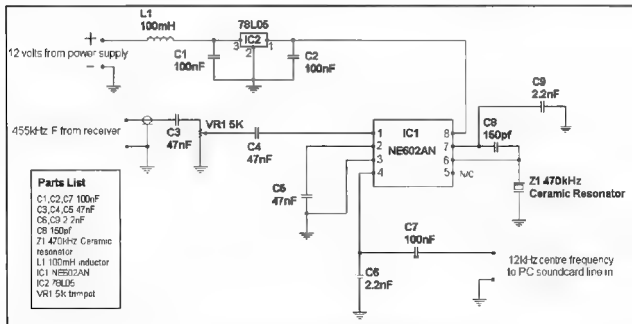 L1
100mH
78L05
IC2
3
1
2
+
12 volts from power supply
−
C1
100nF
C2
100nF
C9
2.2nF
455kHz IF from receiver
C3
47nF
VR1 5K
C4
47nF
IC1
NE602AN
1
2
3
4
8
7
6
5
N/C
C8
150pf
Z1 470kHz
Ceramic Resonator
C5
47nF
C7
100nF
C6
2.2nF
12kHz centre frequency
to PC soundcard line in
Parts List
C1,C2,C7 100nF
C3,C4,C5 47nF
C6,C9 2.2nF
C8 150pf
Z1 470kHz Ceramic
resonator
L1 100mH inductor
IC1 NE602AN
IC2 78L05
VR1 5k trimpot